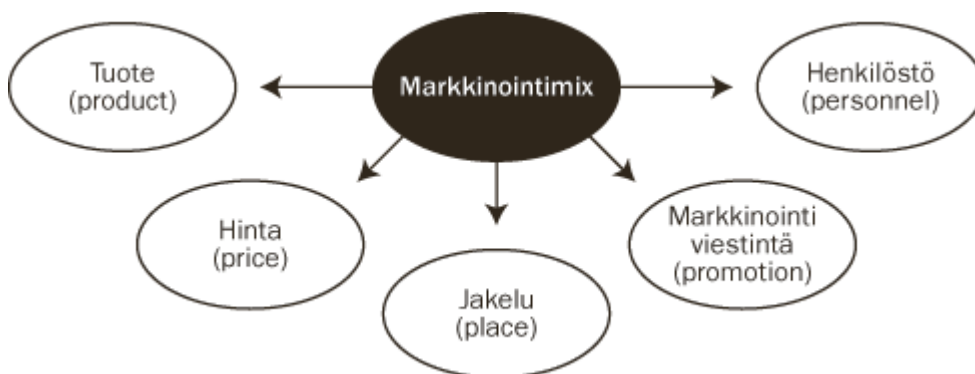 Markkinointimix
Tuote
(product)
Henkilöstö
(personnel)
Hinta
(price)
Markkinointi
viestintä
(promotion)
Jakelu
(place)